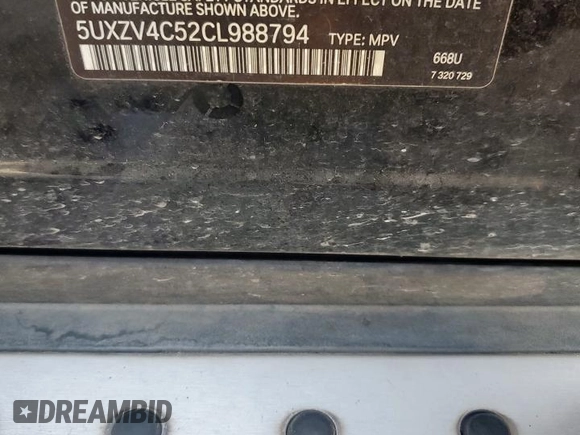 OF MANUFACTURE SHOWN ABOVE.
5UXZV4C52CL988794 TYPE: MPV
668U
7 320 729
DREAMBID